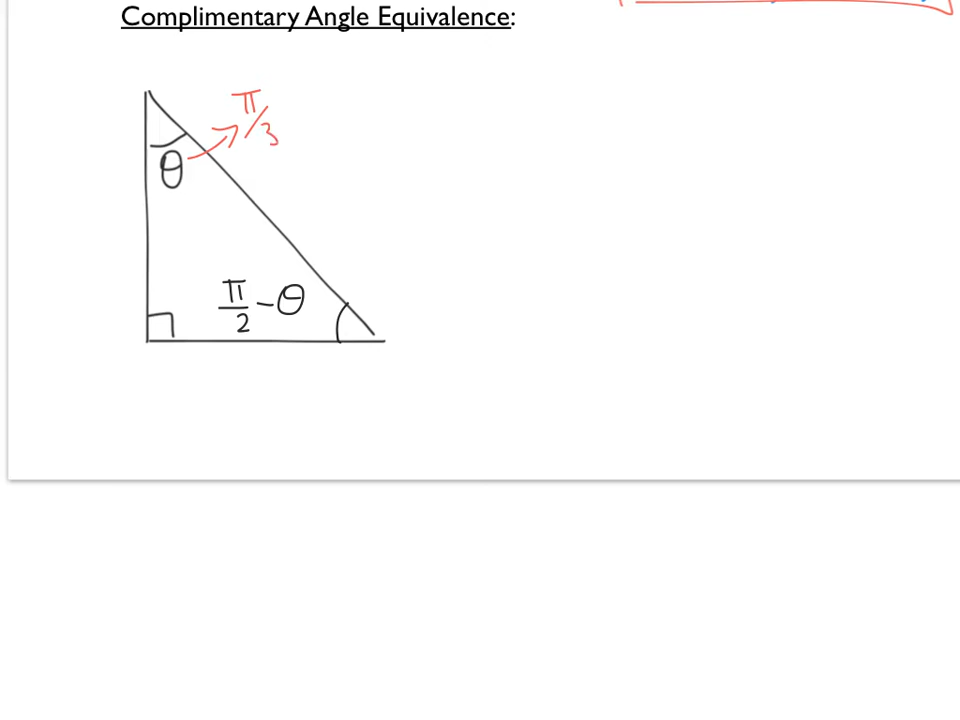 Complimentary Angle Equivalence:
π/3
θ
π/2 - θ